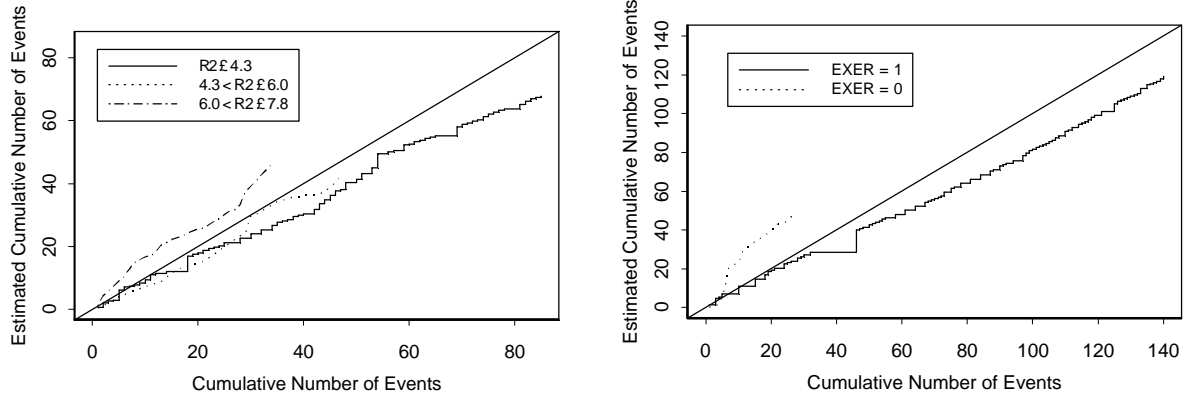 Estimated Cumulative Number of Events
80
60
40
20
0
R2£4.3
4.3<R2£6.0
6.0<R2£7.8
0 20 40 60 80
Cumulative Number of Events
Estimated Cumulative Number of Events
140
120
100
80
60
40
20
0
EXER = 1
EXER = 0
0 20 40 60 80 100 120 140
Cumulative Number of Events